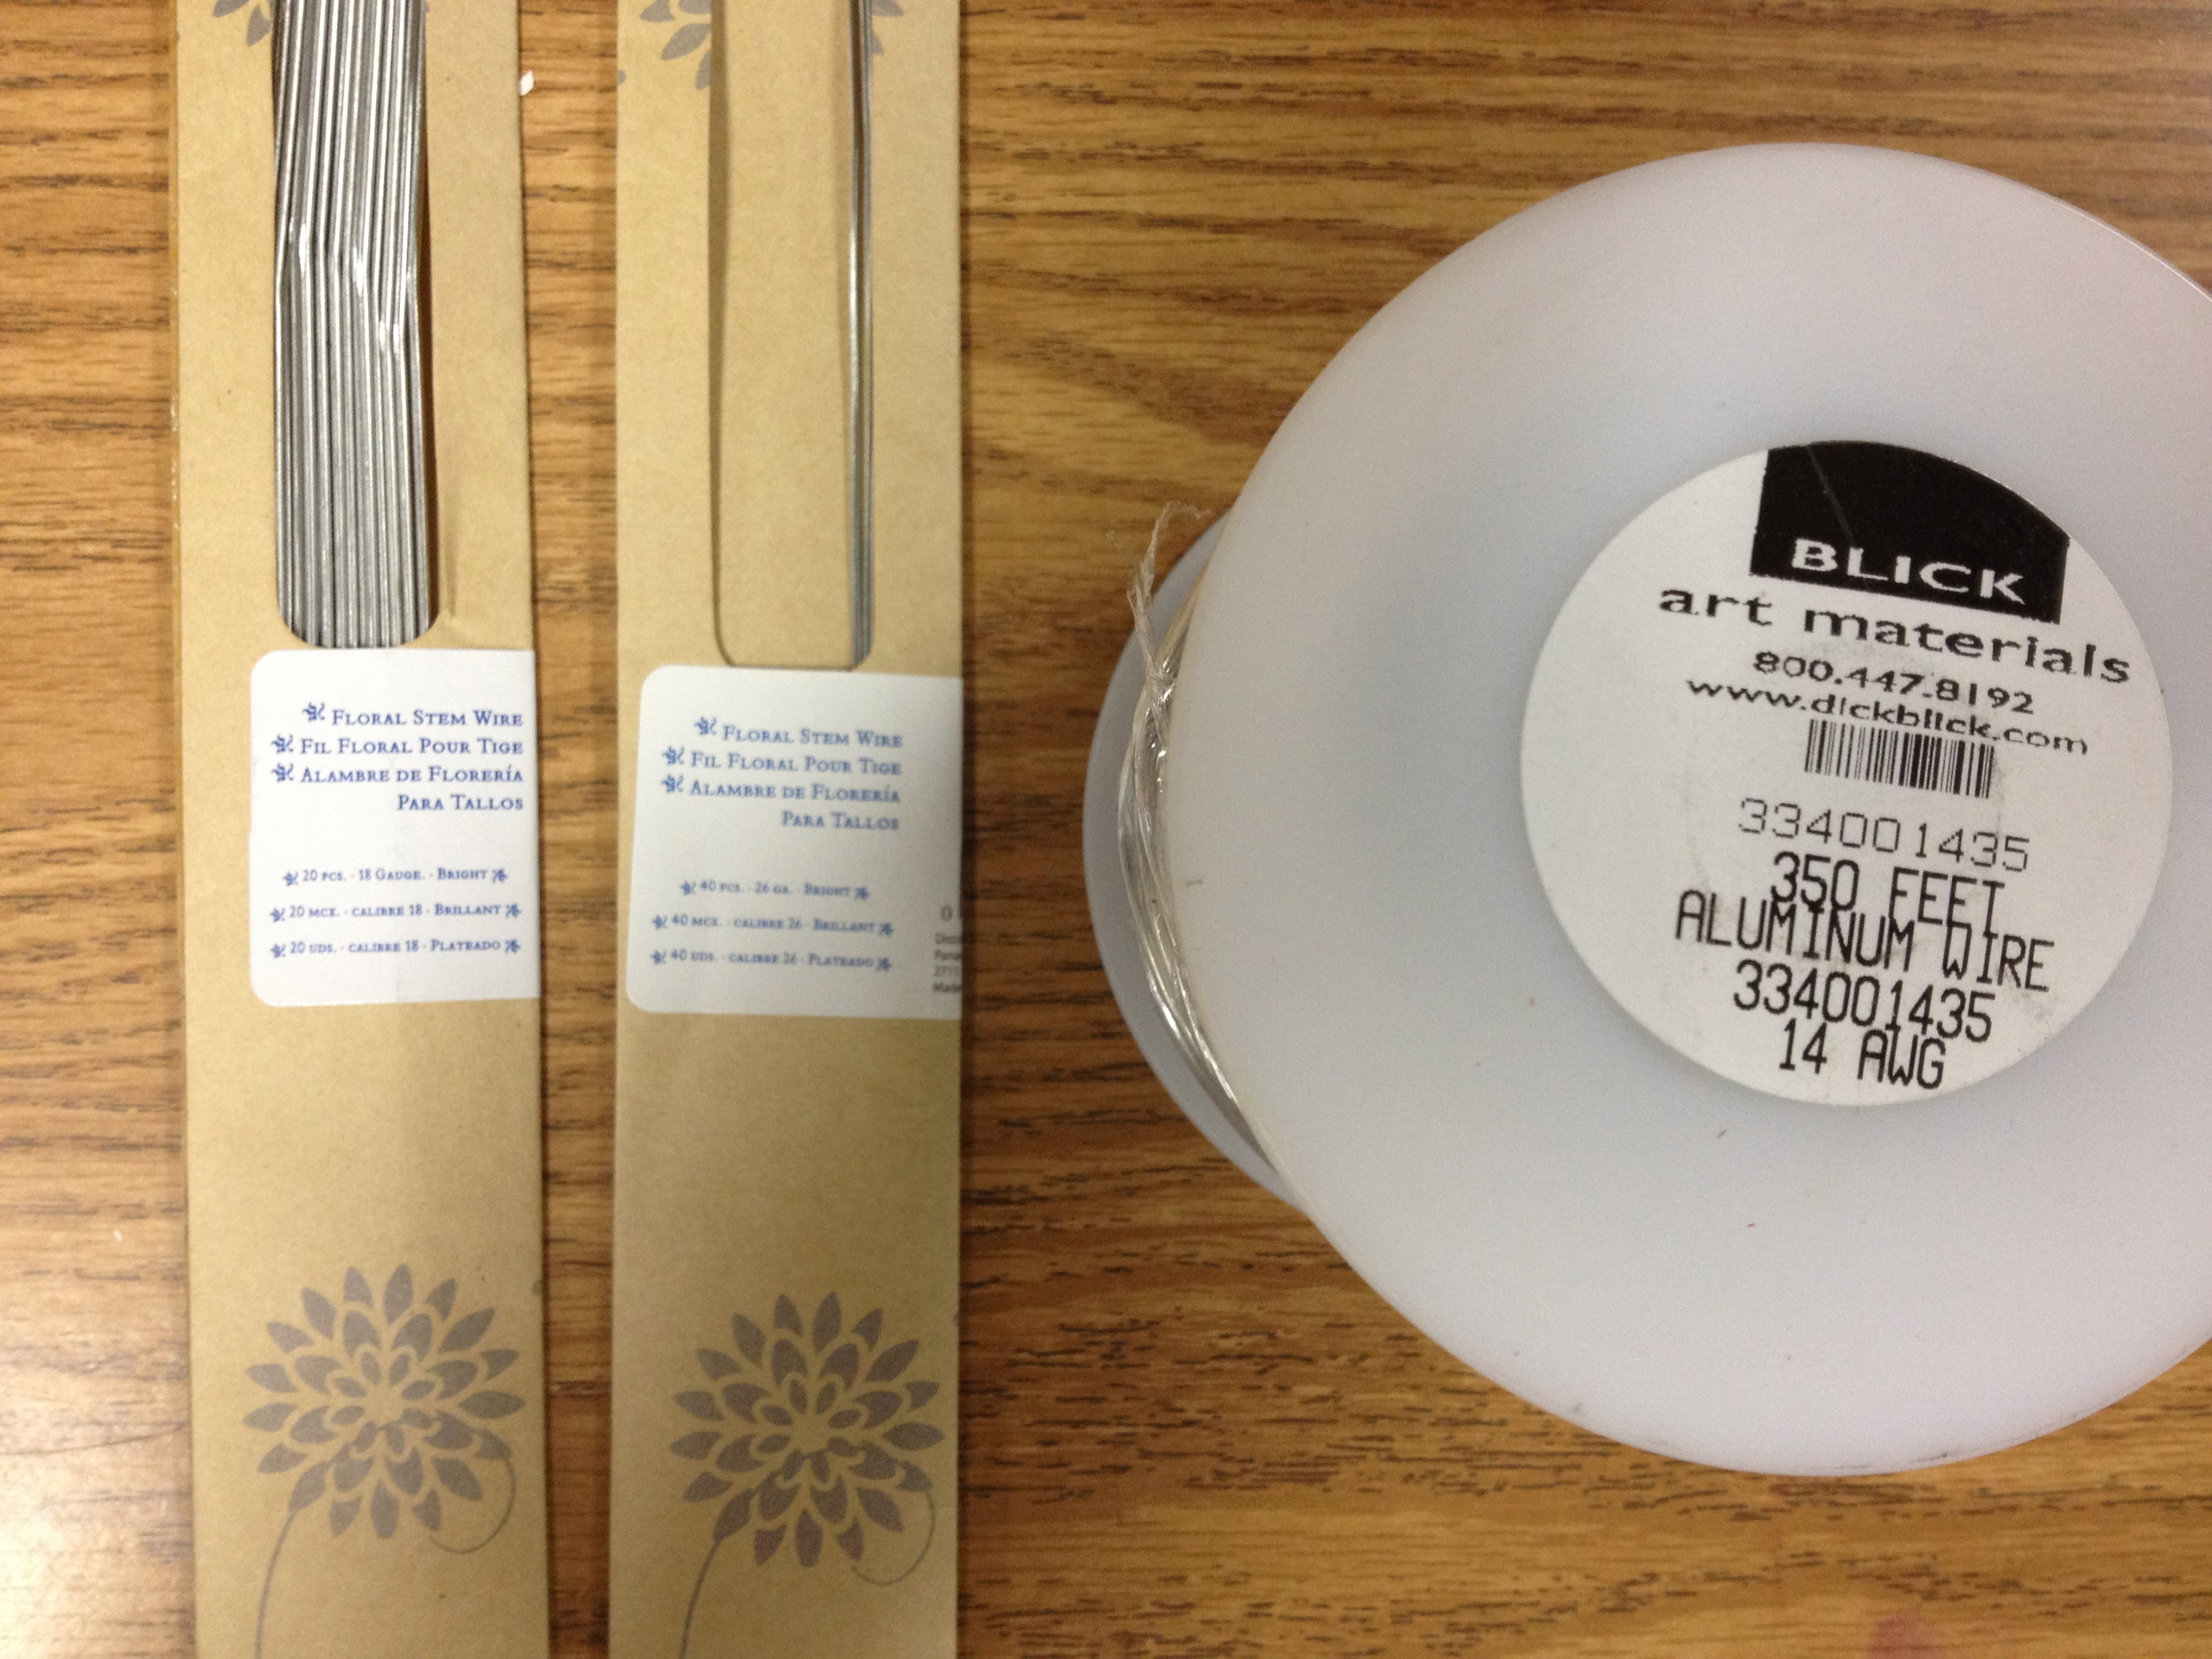 Floral Stem Wire
Fil Floral Pour Tige
Alambre de Florería
Para Tallos
20 pcs. · 18 Gauge. · Bright
20 mcx. · calibre 18 · Brillant
20 uds. · calibre 18 · Plateado
Floral Stem Wire
Fil Floral Pour Tige
Alambre de Florería
Para Tallos
40 pcs. · 26 ga. · Bright
40 mcx. · calibre 26 · Brillant
40 uds. · calibre 26 · Plateado
BLICK
art materials
800.447.8192
www.dickblick.com
334001435
350 FEET
ALUMINUM WIRE
334001435
14 AWG